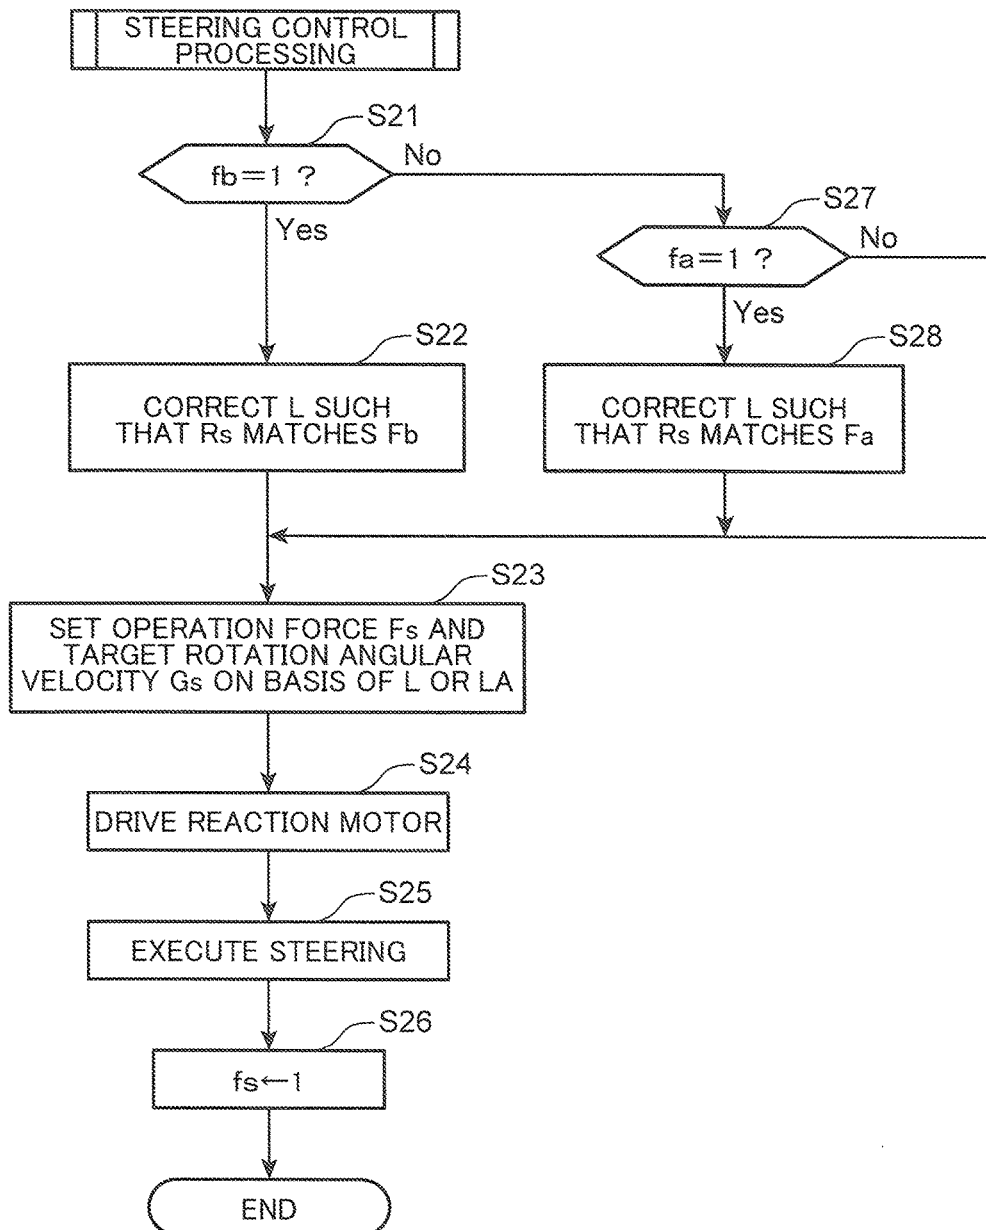 STEERING CONTROL
PROCESSING
S21
fb=1 ?
No
Yes
S27
fa=1 ?
No
Yes
S22
CORRECT L SUCH
THAT Rs MATCHES Fb
S28
CORRECT L SUCH
THAT Rs MATCHES Fa
S23
SET OPERATION FORCE Fs AND
TARGET ROTATION ANGULAR
VELOCITY Gs ON BASIS OF L OR LA
S24
DRIVE REACTION MOTOR
S25
EXECUTE STEERING
S26
fs←1
END